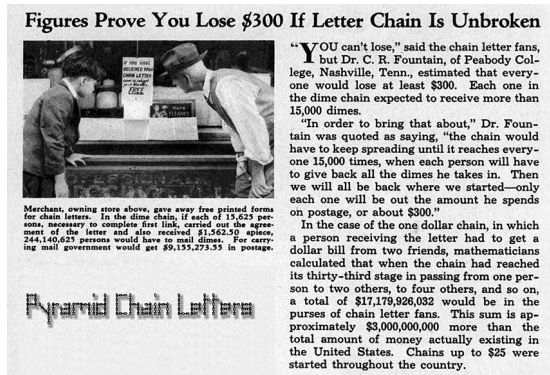 Figures Prove You Lose $300 If Letter Chain Is Unbroken
IF YOU HAVE
RECEIVED YOUR
CHAIN LETTER
FREE
Merchant, owning store above, gave away free printed forms
for chain letters. In the dime chain, if each of 15,625 per-
sons, necessary to complete first link, carried out the agree-
ment of the letter and also received $1,562.50 apiece,
244,140,625 persons would have to mail dimes. For carry-
ing mail government would get $9,155,273.55 in postage.
Pyramid Chain Letters
"YOU can't lose," said the chain letter fans,
but Dr. C. R. Fountain, of Peabody Col-
lege, Nashville, Tenn., estimated that every-
one would lose at least $300. Each one in
the dime chain expected to receive more than
15,000 dimes.
"In order to bring that about," Dr. Foun-
tain was quoted as saying, "the chain would
have to keep spreading until it reaches every-
one 15,000 times, when each person will have
to give back all the dimes he takes in. Then
we will all be back where we started—only
each one will be out the amount he spends
on postage, or about $300."
In the case of the one dollar chain, in which
a person receiving the letter had to get a
dollar bill from two friends, mathematicians
calculated that when the chain had reached
its thirty-third stage in passing from one per-
son to two others, to four others, and so on,
a total of $17,179,926,032 would be in the
purses of chain letter fans. This sum is ap-
proximately $3,000,000,000 more than the
total amount of money actually existing in
the United States. Chains up to $25 were
started throughout the country.